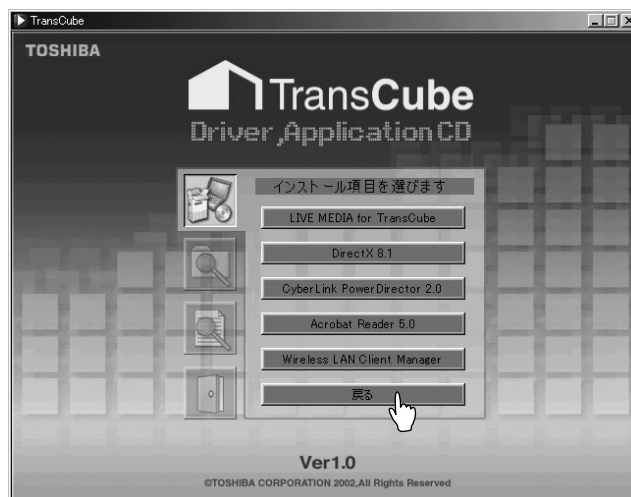 TransCube
TOSHIBA
TransCube
Driver,Application CD
インストール項目を選びます
LIVE MEDIA for TransCube
DirectX 8.1
CyberLink PowerDirector 2.0
Acrobat Reader 5.0
Wireless LAN Client Manager
戻る
Ver1.0
©TOSHIBA CORPORATION 2002,All Rights Reserved